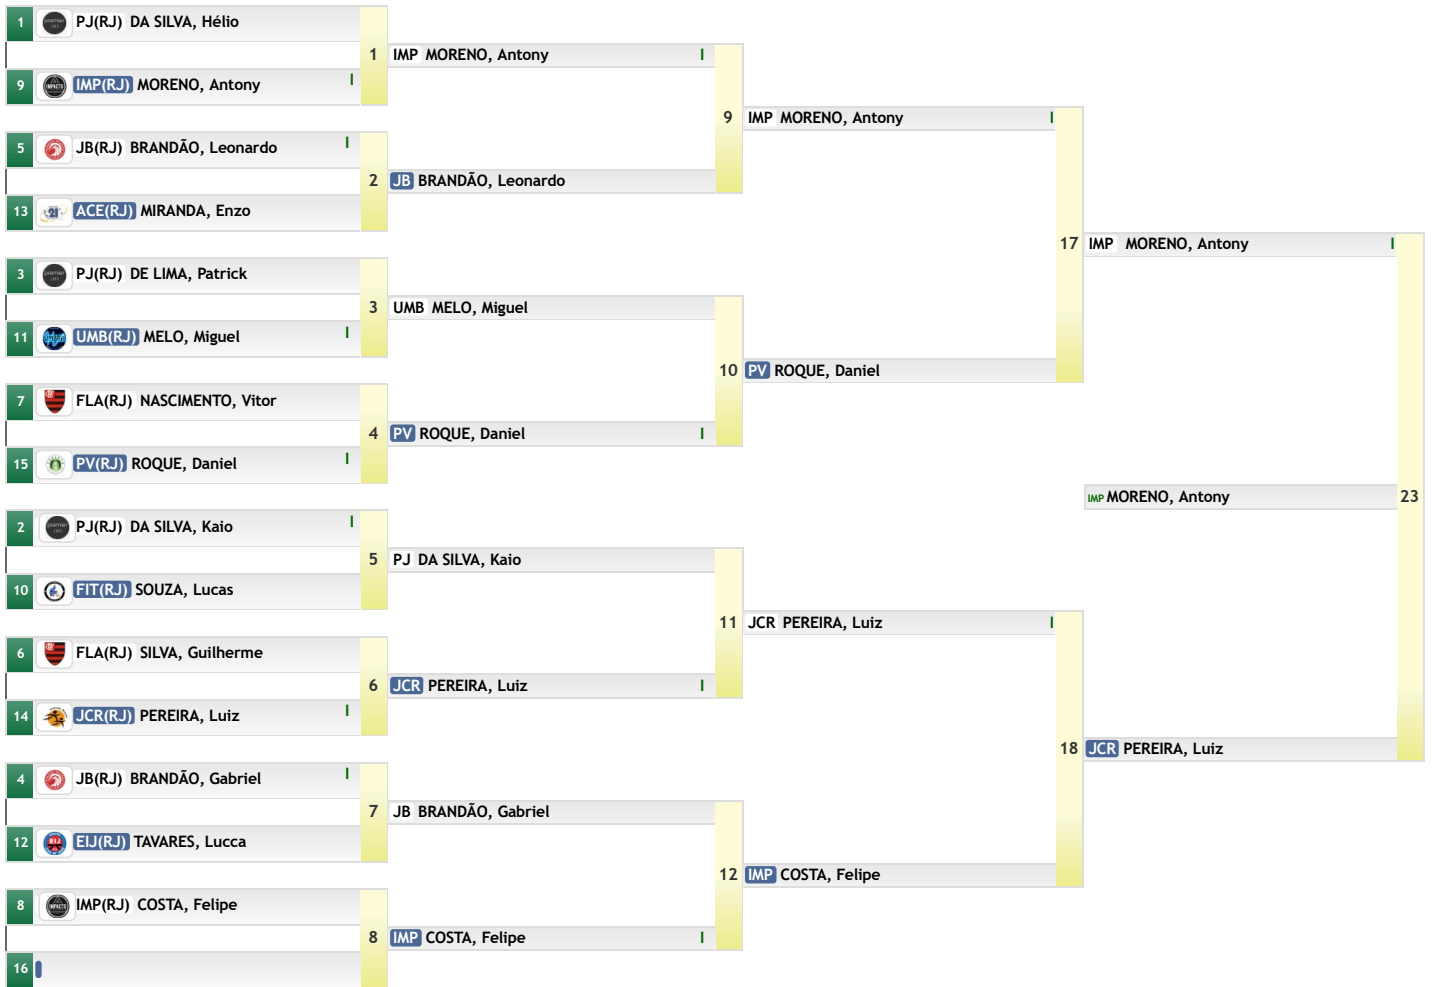 1 PJ(RJ) DA SILVA, Hélio
1 IMP MORENO, Antony I
9 IMP(RJ) MORENO, Antony I
9 IMP MORENO, Antony I
5 JB(RJ) BRANDÃO, Leonardo I
2 JB BRANDÃO, Leonardo
13 ACE(RJ) MIRANDA, Enzo
17 IMP MORENO, Antony I
3 PJ(RJ) DE LIMA, Patrick
3 UMB MELO, Miguel
11 UMB(RJ) MELO, Miguel I
10 PV ROQUE, Daniel
7 FLA(RJ) NASCIMENTO, Vitor
4 PV ROQUE, Daniel I
15 PV(RJ) ROQUE, Daniel I
IMP MORENO, Antony 23
2 PJ(RJ) DA SILVA, Kaio I
5 PJ DA SILVA, Kaio
10 FIT(RJ) SOUZA, Lucas
11 JCR PEREIRA, Luiz I
6 FLA(RJ) SILVA, Guilherme
6 JCR PEREIRA, Luiz I
14 JCR(RJ) PEREIRA, Luiz I
18 JCR PEREIRA, Luiz
4 JB(RJ) BRANDÃO, Gabriel I
7 JB BRANDÃO, Gabriel
12 EIJ(RJ) TAVARES, Lucca
12 IMP COSTA, Felipe
8 IMP(RJ) COSTA, Felipe
8 IMP COSTA, Felipe I
16